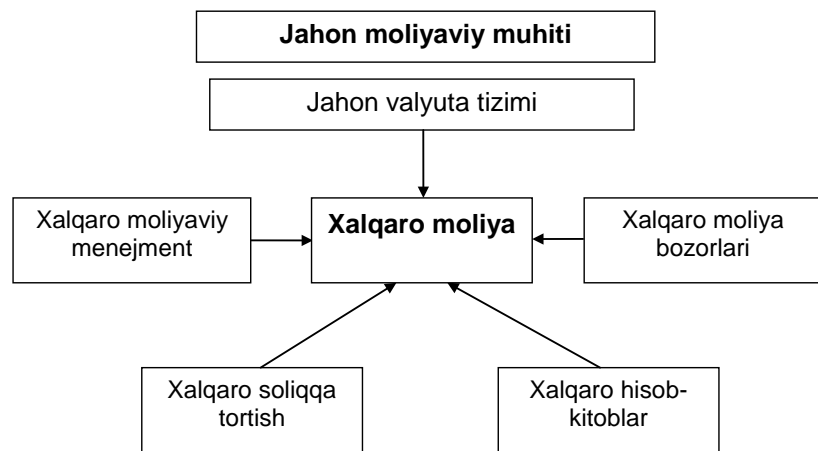 Jahon moliyaviy muhiti
Jahon valyuta tizimi
Xalqaro moliyaviy
menejment
Xalqaro moliya
Xalqaro moliya
bozorlari
Xalqaro soliqqa
tortish
Xalqaro hisob-
kitoblar